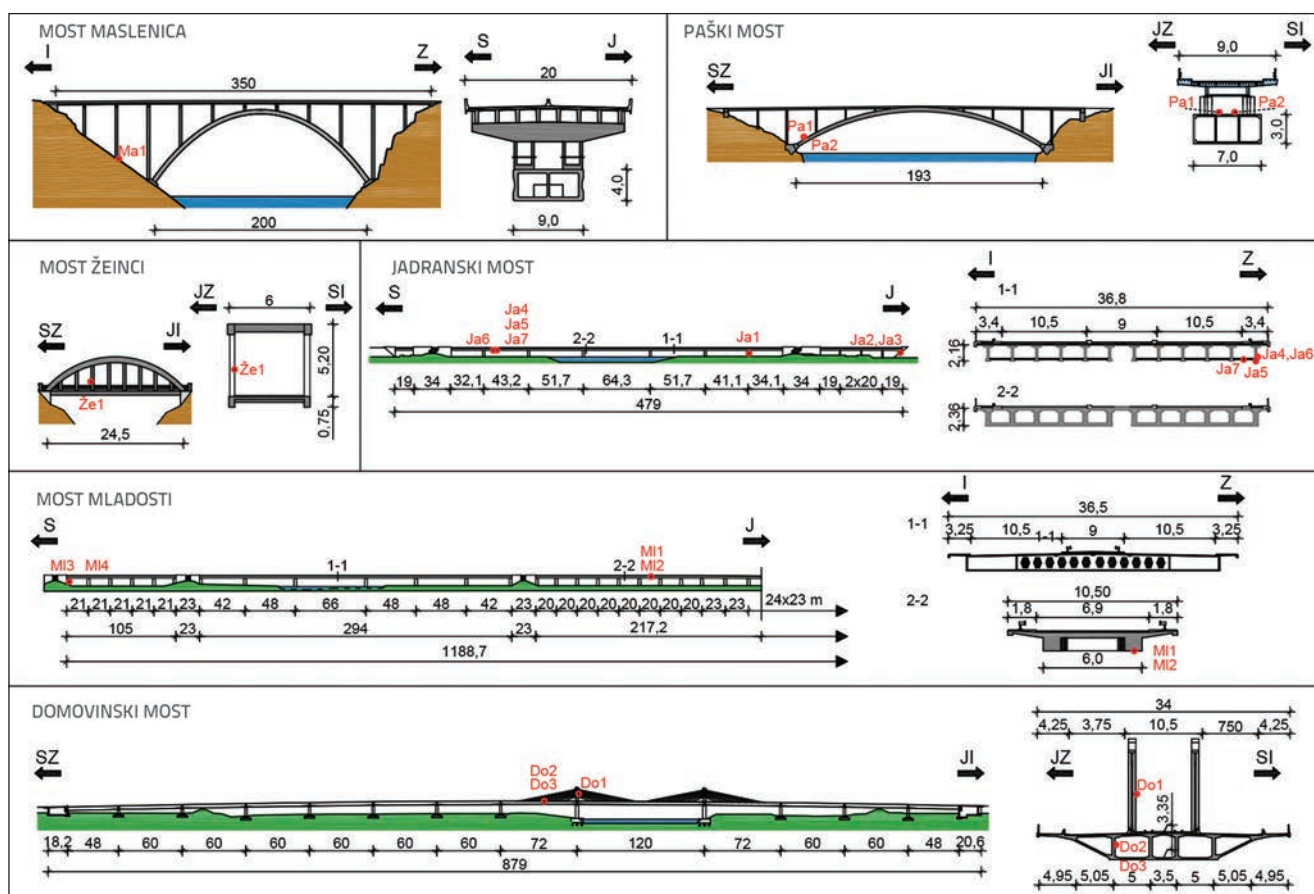 MOST MASLENICA
I
Z
350
Ma1
200
S
J
20
4,0
9,0
PAŠKI MOST
SZ
JI
Pa1
Pa2
193
JZ
SI
9,0
Pa1
Pa2
3,0
7,0
MOST ŽEINCI
SZ
JI
Že1
24,5
JZ
SI
6
Že1
5,20
0,75
JADRANSKI MOST
S
J
Ja4
Ja5
Ja6
Ja7
2-2
1-1
Ja1
Ja2,Ja3
19 34 32,1 43,2 51,7 64,3 51,7 41,1 34,1 34 19 2x20 19
479
I
Z
1-1
36,8
3,4 10,5 9 10,5 3,4
2,16
Ja4,Ja6
Ja7
Ja5
2-2
2,36
MOST MLADOSTI
S
J
Ml3 Ml4
1-1
2-2
Ml1
Ml2
21 21 21 21 21 23 42 48 66 48 48 42 23 20 20 20 20 20 20 20 23 23
24x23 m
105 23 294 23 217,2
1188,7
I
Z
36,5
1-1
3,25 10,5 9 10,5 3,25
1-1
2-2
10,50
1,8 6,9 1,8
Ml1
Ml2
6,0
DOMOVINSKI MOST
SZ
JI
Do2
Do3
Do1
18,2 48 60 60 60 60 60 72 120 72 60 60 48 20,6
879
34
4,25 3,75 10,5 750 4,25
JZ
SI
Do1
3,35
Do2
Do3
4,95 5,05 5 3,5 5 5,05 4,95